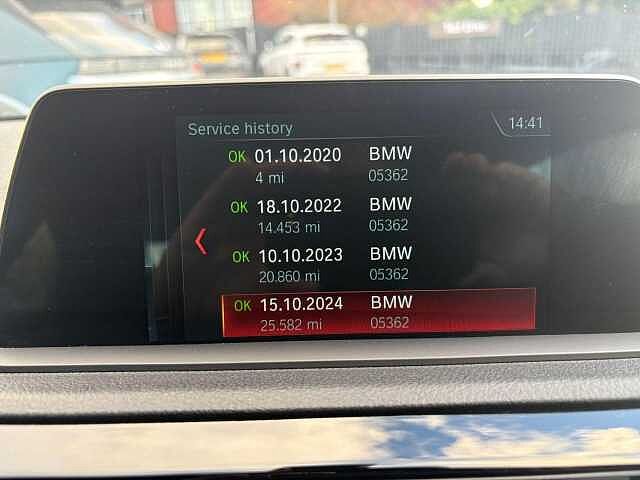 Service history 14:41
OK 01.10.2020 BMW
4 mi 05362
OK 18.10.2022 BMW
14.453 mi 05362
OK 10.10.2023 BMW
20.860 mi 05362
OK 15.10.2024 BMW
25.582 mi 05362